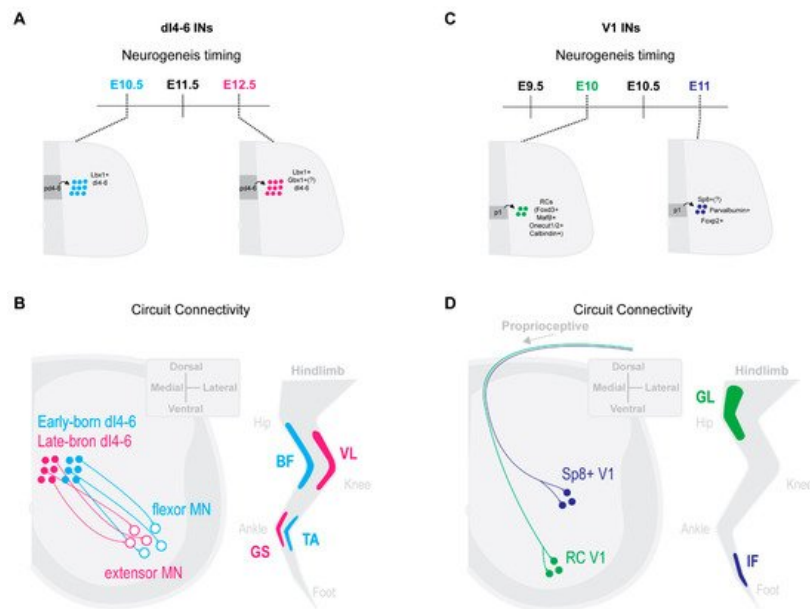 A
dI4-6 INs
Neurogeneis timing
E10.5
E11.5
E12.5
pd4-6
Lbx1+
dI4-6
pd4-6
Lbx1+
Gbx1+(?)
dI4-6
C
V1 INs
Neurogeneis timing
E9.5
E10
E10.5
E11
p1
RCs
(Foxd3+
MafB+
Onecut1/2+
Calbindin+)
p1
Sp8+(?)
Parvalbumin+
Foxp2+
B
Circuit Connectivity
Dorsal
Medial
Lateral
Ventral
Hindlimb
Early-born dI4-6
Late-bron dI4-6
flexor MN
extensor MN
Hip
BF
VL
Knee
Ankle
GS
TA
Foot
D
Circuit Connectivity
Proprioceptive
Dorsal
Medial
Lateral
Ventral
Hindlimb
GL
Hip
Sp8+ V1
Knee
Ankle
RC V1
IF
Foot